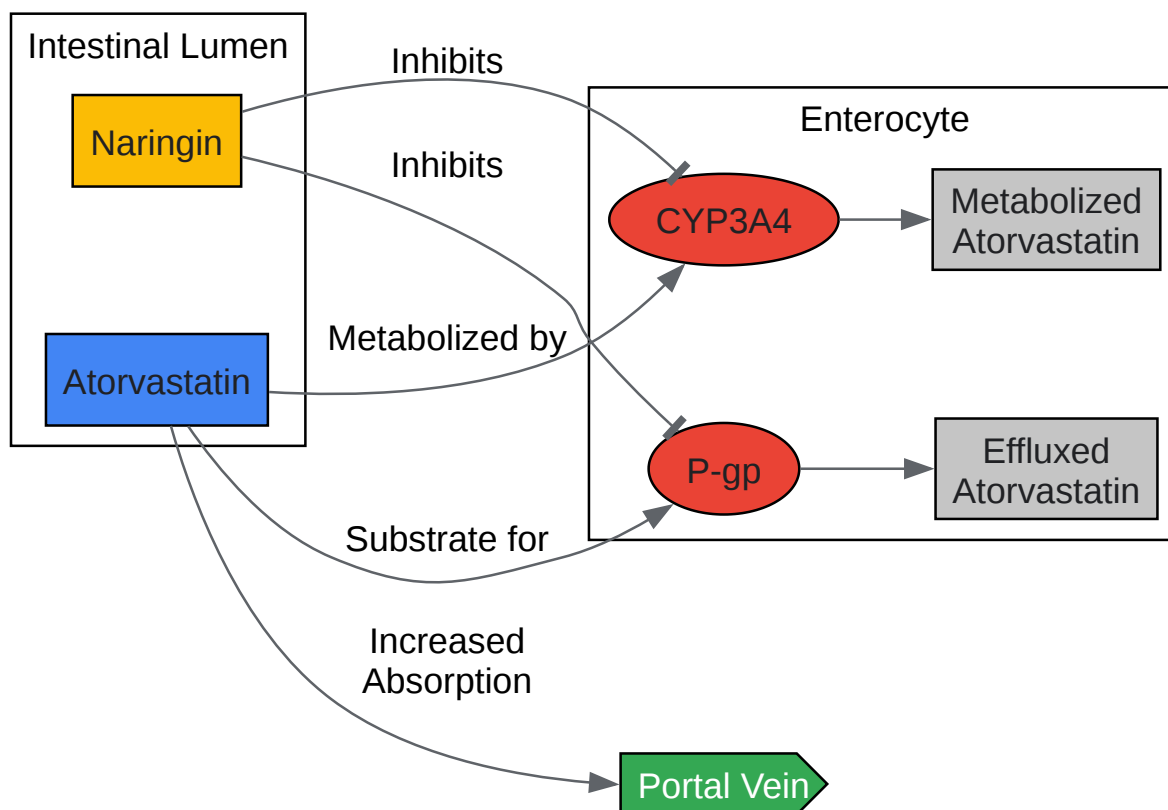 Intestinal Lumen
Naringin
Atorvastatin
Inhibits
Inhibits
Metabolized by
Substrate for
Increased
Absorption
Enterocyte
CYP3A4
Metabolized
Atorvastatin
P-gp
Effluxed
Atorvastatin
Portal Vein